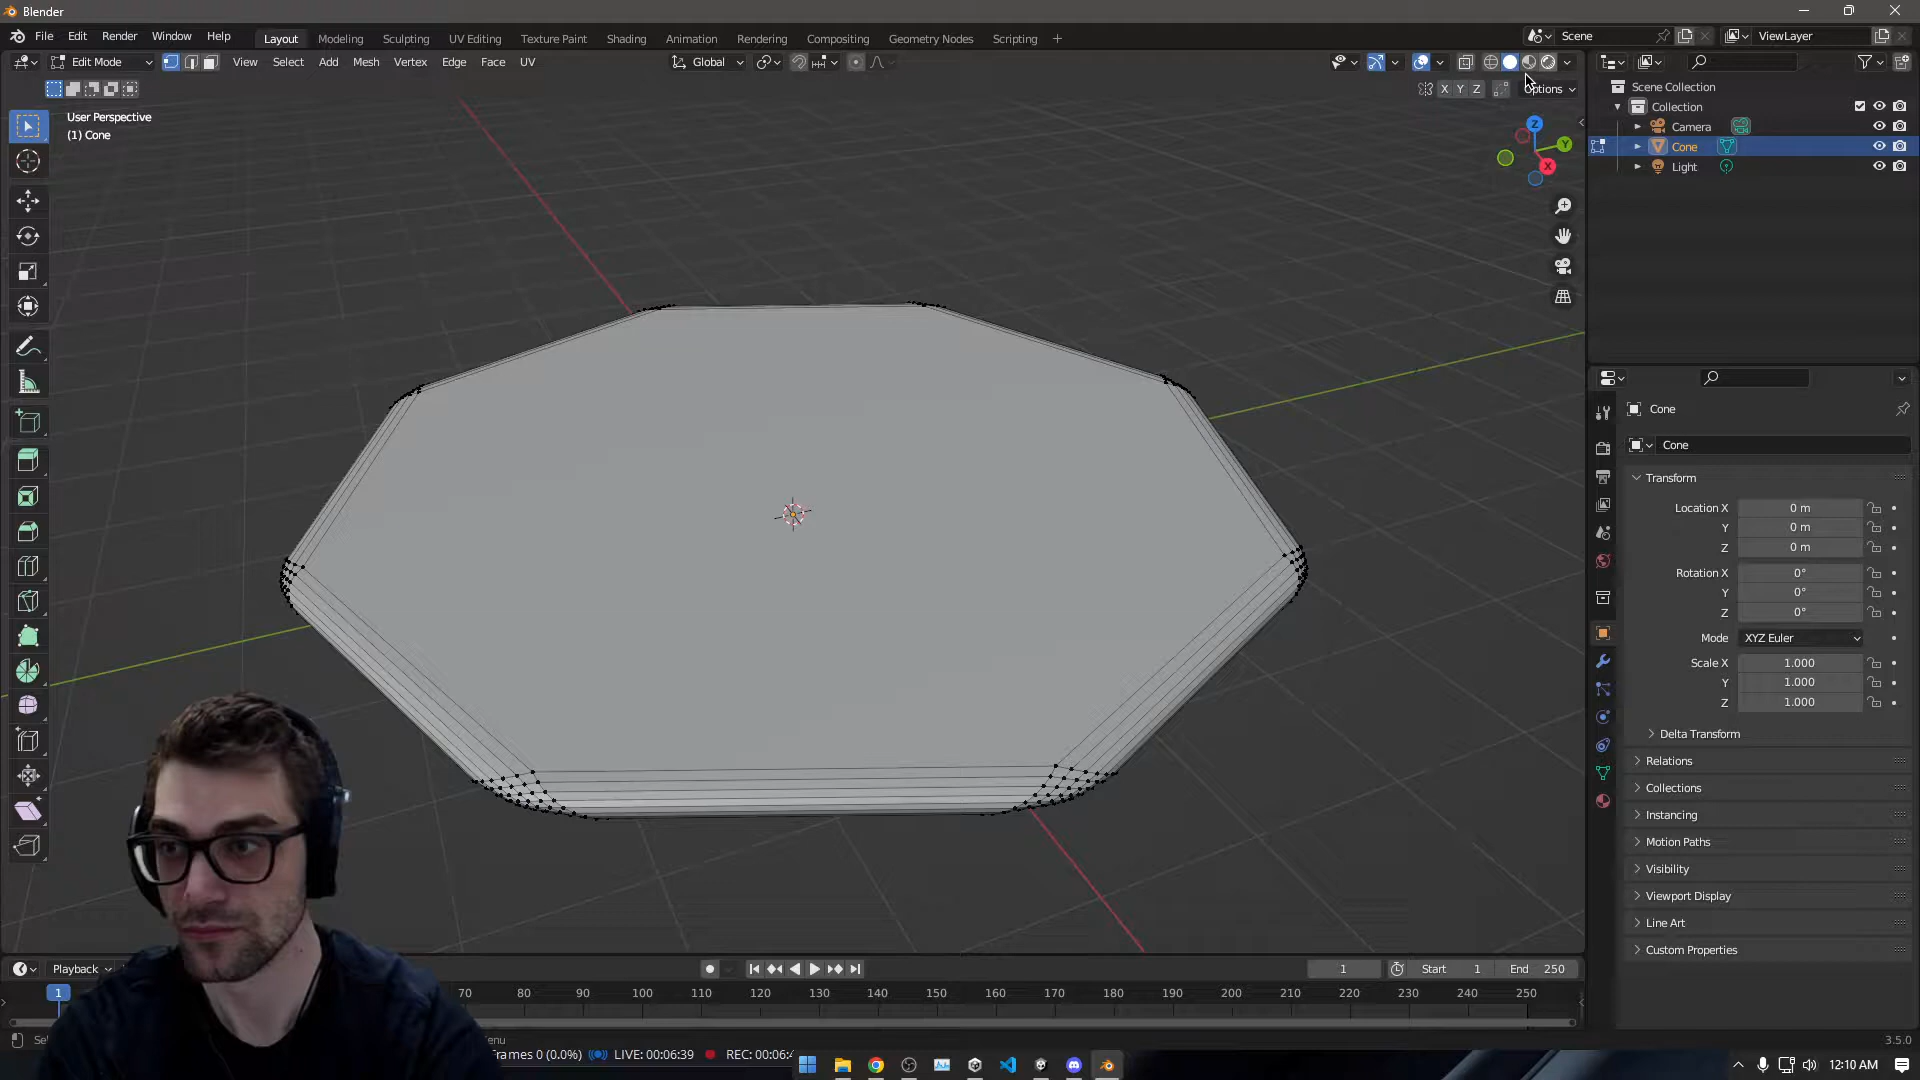 Blender
File Edit Render Window Help
Layout Modeling Sculpting UV Editing Texture Paint Shading Animation Rendering Compositing Geometry Nodes Scripting +
Scene ViewLayer
Edit Mode View Select Add Mesh Vertex Edge Face UV Global
X Y Z Options
User Perspective
(1) Cone
Z
Y
X
Scene Collection
Collection
Camera
Cone
Light
Cone
Cone
Transform
Location X 0 m
Y 0 m
Z 0 m
Rotation X 0°
Y 0°
Z 0°
Mode XYZ Euler
Scale X 1.000
Y 1.000
Z 1.000
Delta Transform
Relations
Collections
Instancing
Motion Paths
Visibility
Viewport Display
Line Art
Custom Properties
Playback 1 Start 1 End 250
1 70 80 90 100 110 120 130 140 150 160 170 180 190 200 210 220 230 240 250
3.5.0
Frames 0 (0.0%) LIVE: 00:06:39 REC: 00:06:4
12:10 AM